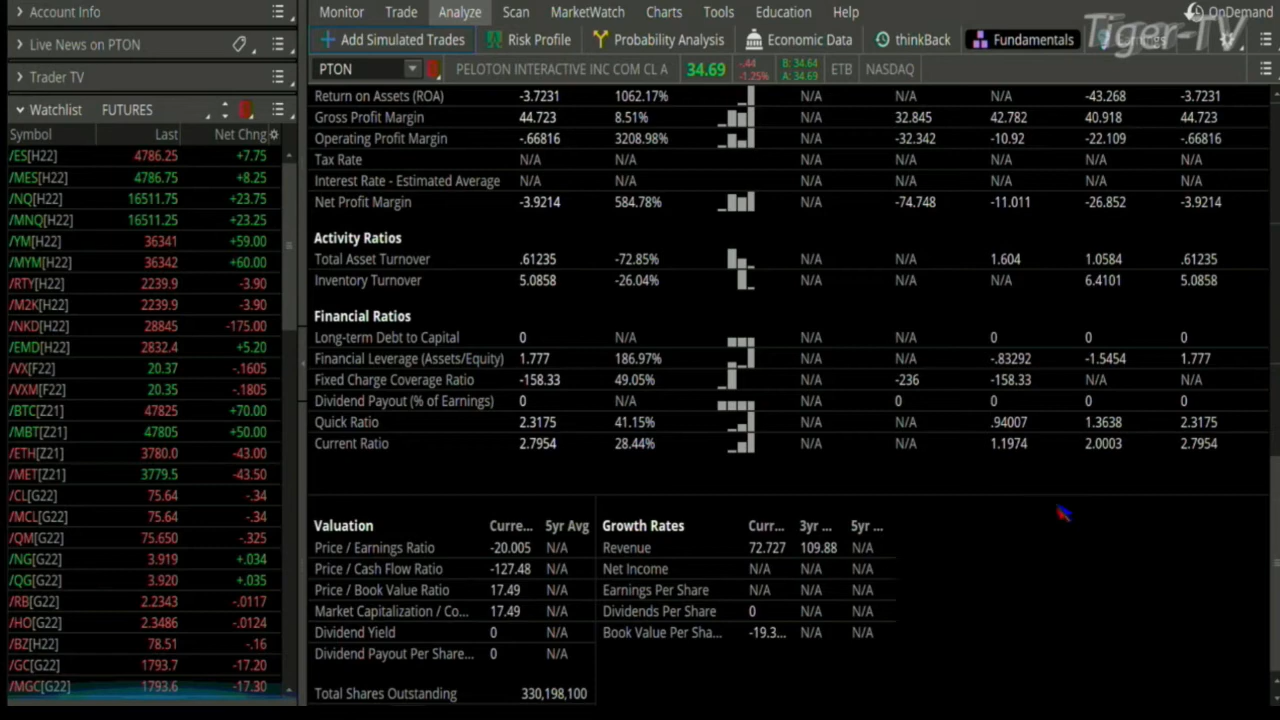 Account Info
Live News on PTON
Trader TV
Watchlist FUTURES
Symbol Last Net Chng
/ES[H22] 4786.25 +7.75
/MES[H22] 4786.75 +8.25
/NQ[H22] 16511.75 +23.75
/MNQ[H22] 16511.25 +23.25
/YM[H22] 36341 +59.00
/MYM[H22] 36342 +60.00
/RTY[H22] 2239.9 -3.90
/M2K[H22] 2239.9 -3.90
/NKD[H22] 28845 -175.00
/EMD[H22] 2832.4 +5.20
/VX[F22] 20.37 -.1605
/VXM[F22] 20.35 -.1805
/BTC[Z21] 47825 +70.00
/MBT[Z21] 47805 +50.00
/ETH[Z21] 3780.0 -43.00
/MET[Z21] 3779.5 -43.50
/CL[G22] 75.64 -.34
/MCL[G22] 75.64 -.34
/QM[G22] 75.650 -.325
/NG[G22] 3.919 +.034
/QG[G22] 3.920 +.035
/RB[G22] 2.2343 -.0117
/HO[G22] 2.3486 -.0124
/BZ[H22] 78.51 -.16
/GC[G22] 1793.7 -17.20
/MGC[G22] 1793.6 -17.30
Monitor Trade Analyze Scan MarketWatch Charts Tools Education Help OnDemand
Tiger-TV
+ Add Simulated Trades Risk Profile Probability Analysis Economic Data thinkBack Fundamentals
PTON PELOTON INTERACTIVE INC COM CL A 34.69 -.44 -1.25% B: 34.64 A: 34.69 ETB NASDAQ
Return on Assets (ROA) -3.7231 1062.17% N/A N/A N/A -43.268 -3.7231
Gross Profit Margin 44.723 8.51% N/A 32.845 42.782 40.918 44.723
Operating Profit Margin -.66816 3208.98% N/A -32.342 -10.92 -22.109 -.66816
Tax Rate N/A N/A N/A N/A N/A N/A N/A
Interest Rate - Estimated Average N/A N/A N/A N/A N/A N/A N/A
Net Profit Margin -3.9214 584.78% N/A -74.748 -11.011 -26.852 -3.9214
Activity Ratios
Total Asset Turnover .61235 -72.85% N/A N/A 1.604 1.0584 .61235
Inventory Turnover 5.0858 -26.04% N/A N/A N/A 6.4101 5.0858
Financial Ratios
Long-term Debt to Capital 0 N/A N/A N/A 0 0 0
Financial Leverage (Assets/Equity) 1.777 186.97% N/A N/A -.83292 -1.5454 1.777
Fixed Charge Coverage Ratio -158.33 49.05% N/A -236 -158.33 N/A N/A
Dividend Payout (% of Earnings) 0 N/A N/A 0 0 0 0
Quick Ratio 2.3175 41.15% N/A N/A .94007 1.3638 2.3175
Current Ratio 2.7954 28.44% N/A N/A 1.1974 2.0003 2.7954
Valuation Curre... 5yr Avg
Price / Earnings Ratio -20.005 N/A
Price / Cash Flow Ratio -127.48 N/A
Price / Book Value Ratio 17.49 N/A
Market Capitalization / Co... 17.49 N/A
Dividend Yield 0 N/A
Dividend Payout Per Share... 0 N/A
Total Shares Outstanding 330,198,100
Growth Rates Curr... 3yr ... 5yr ...
Revenue 72.727 109.88 N/A
Net Income N/A N/A N/A
Earnings Per Share N/A N/A N/A
Dividends Per Share 0 N/A N/A
Book Value Per Sha... -19.3... N/A N/A